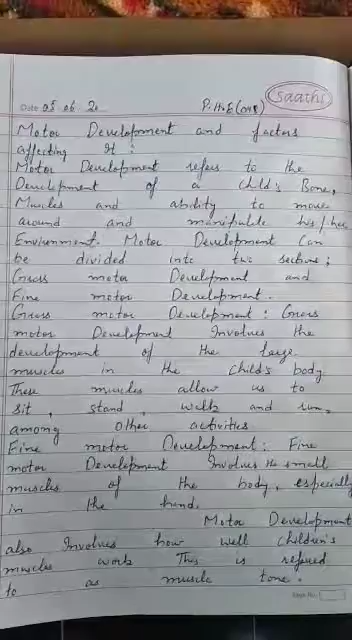 Saathi
Date 05 06 20
P.H.E (
Motor Development and factors
affecting It :
Motor Development refers to the
Development of a child's Bone,
Muscles and ability to move
around and manipulate his/her
Environment. Motor Development Can
be divided into two sections;
Gross motor Development and
Fine motor Development.
Gross motor Development : Gross
motor Development Involves the
development of the large
muscles in the child's body
These muscles allow us to
sit, stand, walk and run,
among other activities
Fine motor Development: Fine
motor Development Involves the small
muscles of the body, especially
in the hand.
Motor Development
also Involves how well children's
muscles work This is refered
to as muscle tone.
Page No.